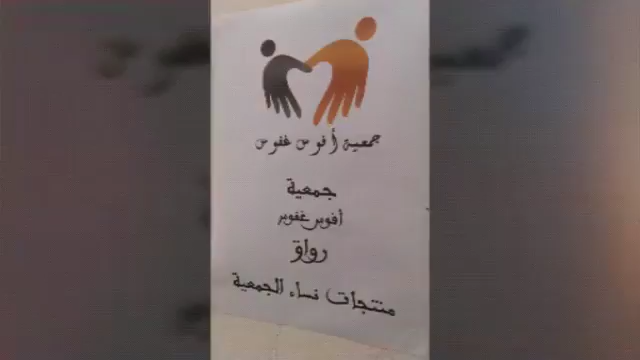 جمعية أفوس غفوس
جمعية
أفوس غفوس
رواق
منتجات نساء الجمعية